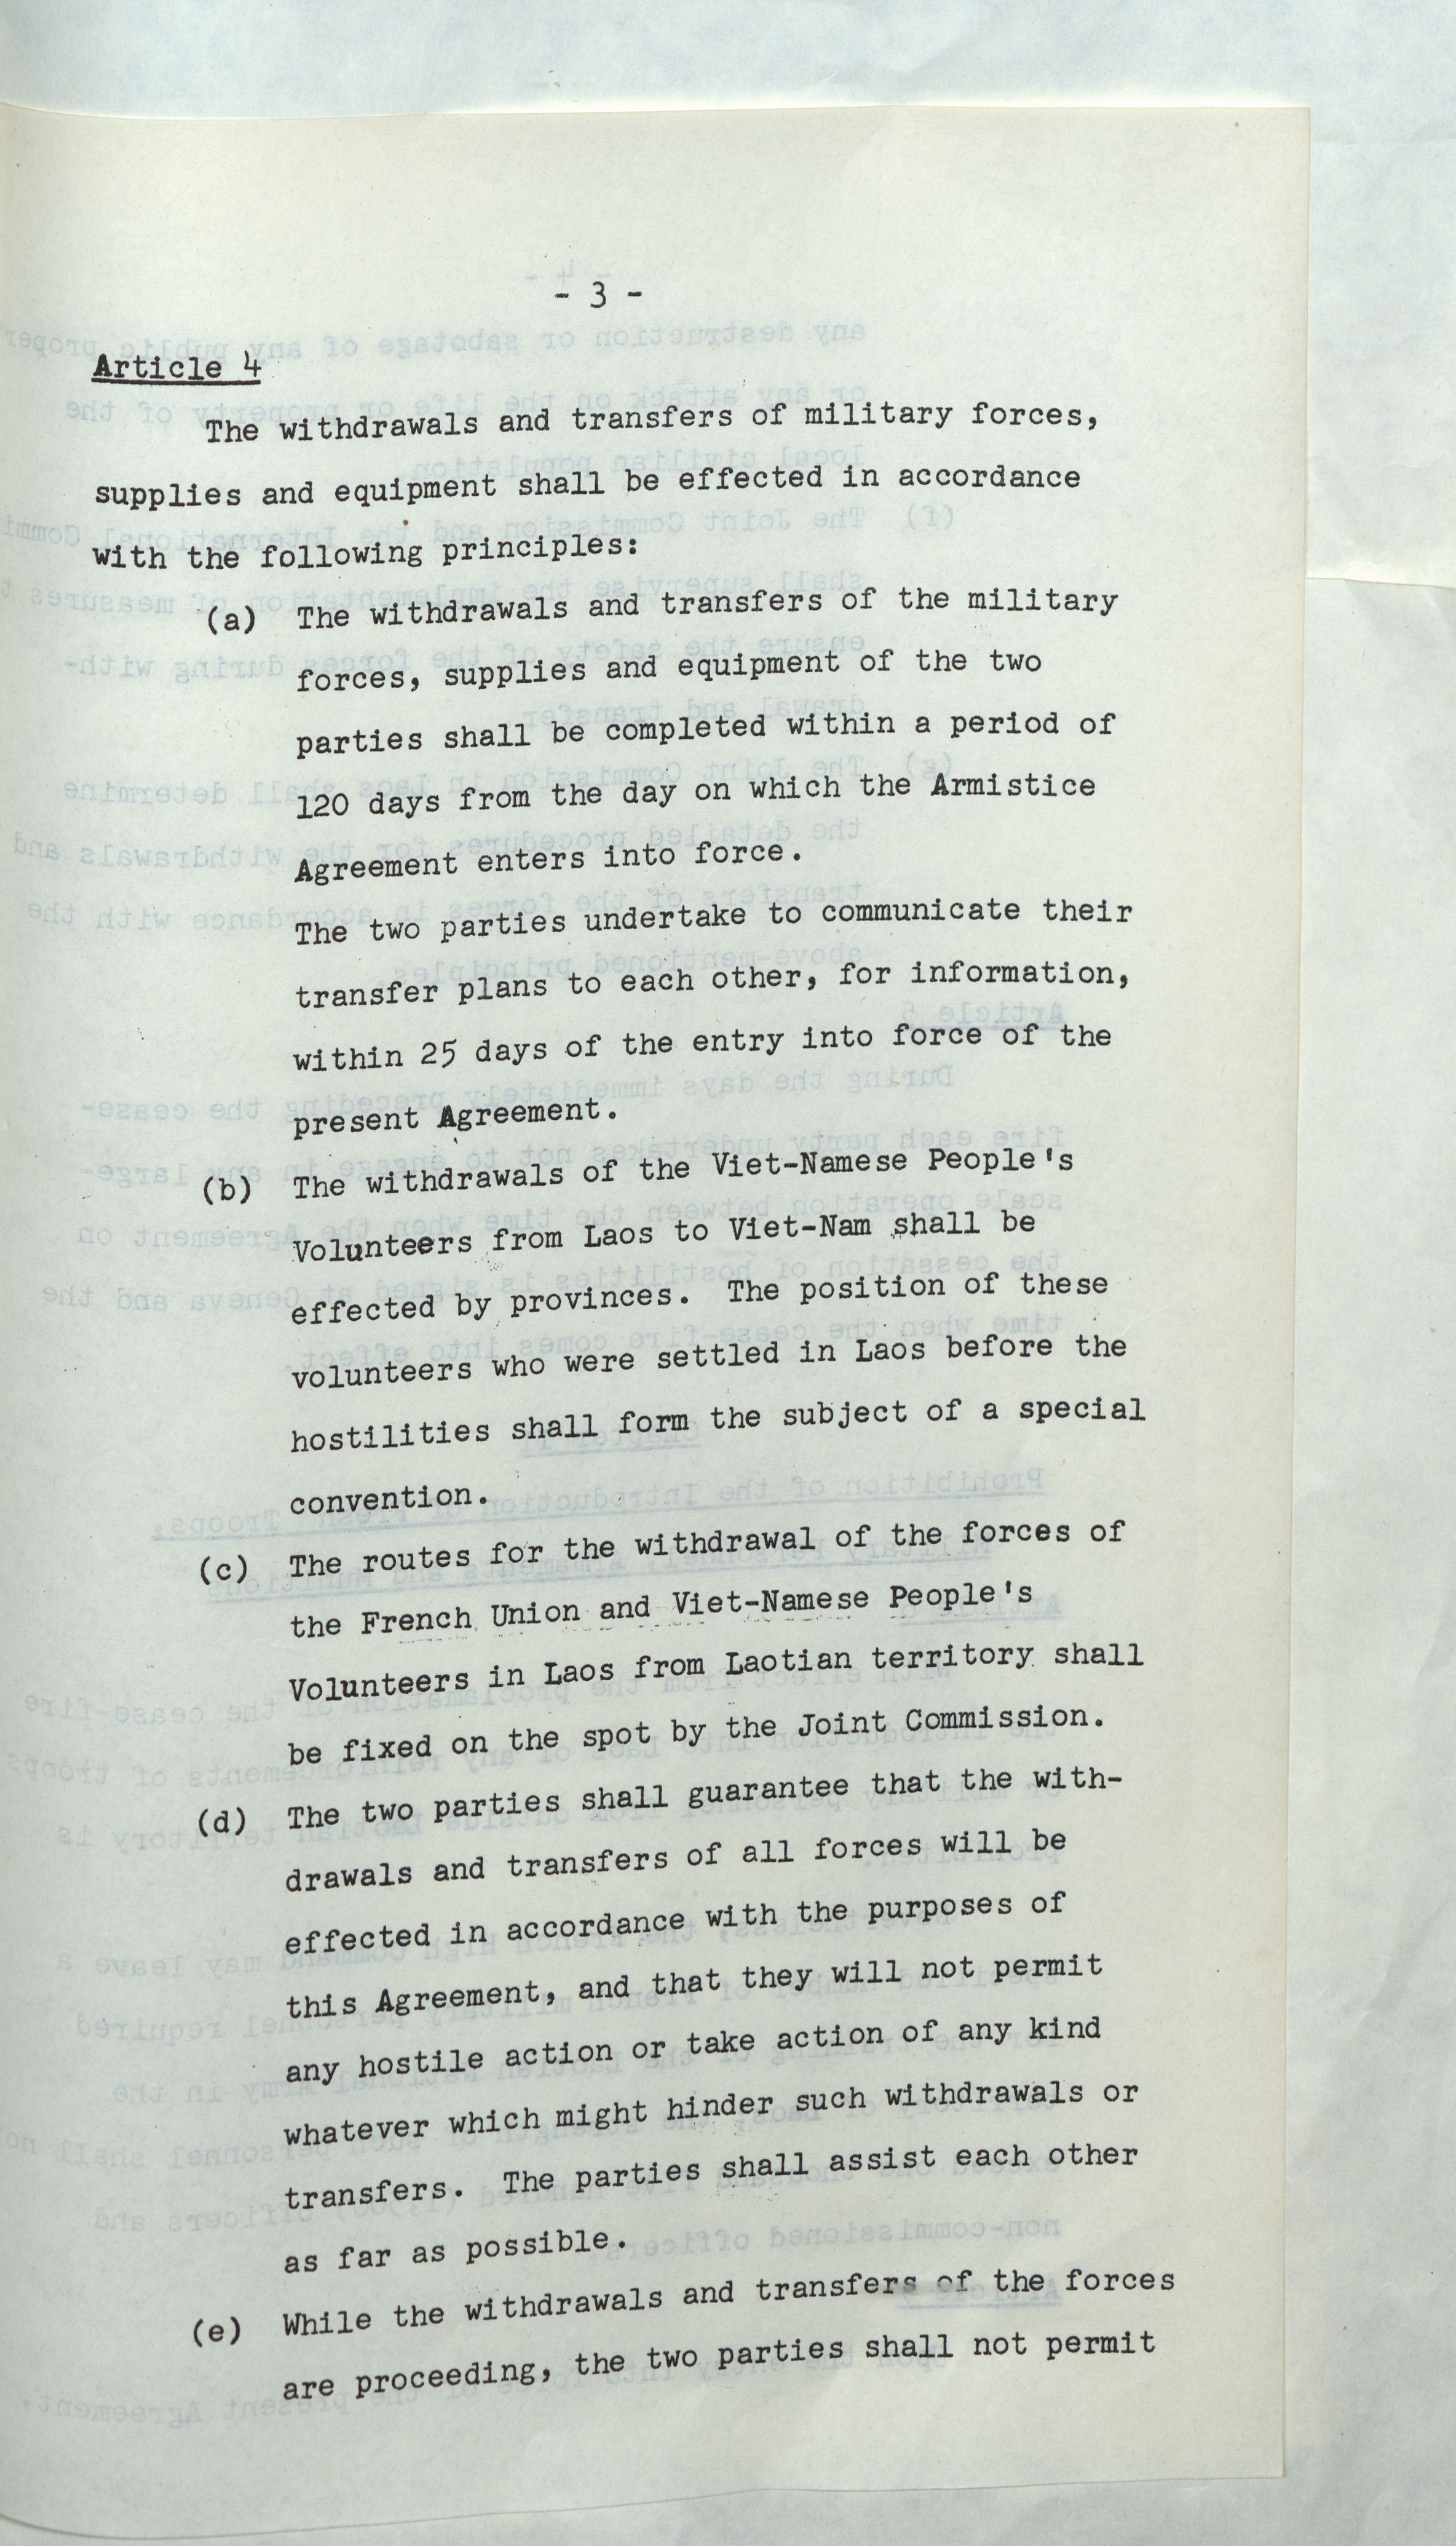 - 3 -
Article 4
The withdrawals and transfers of military forces,
supplies and equipment shall be effected in accordance
with the following principles:
(a) The withdrawals and transfers of the military
forces, supplies and equipment of the two
parties shall be completed within a period of
120 days from the day on which the Armistice
Agreement enters into force.
The two parties undertake to communicate their
transfer plans to each other, for information,
within 25 days of the entry into force of the
present Agreement.
(b) The withdrawals of the Viet-Namese People's
Volunteers from Laos to Viet-Nam shall be
effected by provinces. The position of these
volunteers who were settled in Laos before the
hostilities shall form the subject of a special
convention.
(c) The routes for the withdrawal of the forces of
the French Union and Viet-Namese People's
Volunteers in Laos from Laotian territory shall
be fixed on the spot by the Joint Commission.
(d) The two parties shall guarantee that the with-
drawals and transfers of all forces will be
effected in accordance with the purposes of
this Agreement, and that they will not permit
any hostile action or take action of any kind
whatever which might hinder such withdrawals or
transfers. The parties shall assist each other
as far as possible.
(e) While the withdrawals and transfers of the forces
are proceeding, the two parties shall not permit